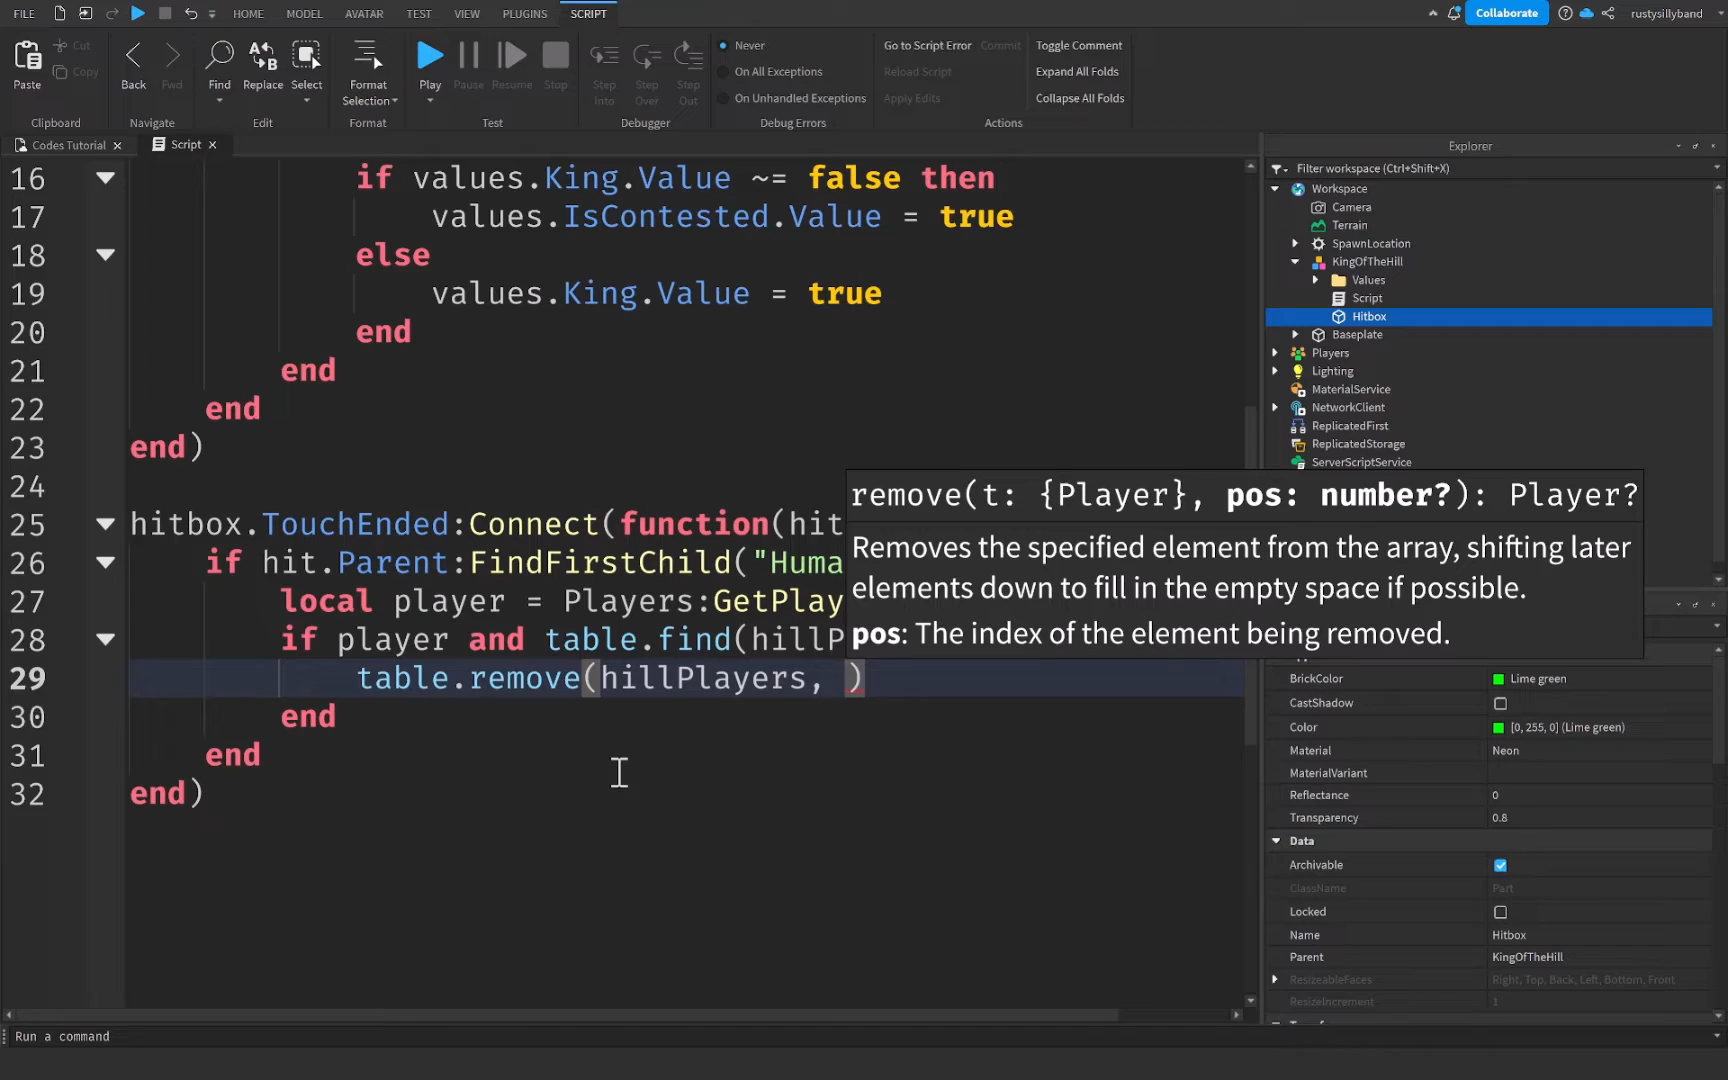 FILE HOME MODEL AVATAR TEST VIEW PLUGINS SCRIPT Collaborate rustysillyband
Paste Cut Copy Clipboard
Back Fwd Navigate
Find Replace Select Edit
Format Selection Format
Play Pause Resume Stop Test
Step Into Step Over Step Out Debugger
Never
On All Exceptions
On Unhandled Exceptions
Debug Errors
Go to Script Error Commit Toggle Comment
Reload Script Expand All Folds
Apply Edits Collapse All Folds
Actions
Codes Tutorial Script
16 if values.King.Value ~= false then
17 values.IsContested.Value = true
18 else
19 values.King.Value = true
20 end
21 end
22 end
23 end)
24
25 hitbox.TouchEnded:Connect(function(hit
26 if hit.Parent:FindFirstChild("Huma
27 local player = Players:GetPlay
28 if player and table.find(hillP
29 table.remove(hillPlayers, )
30 end
31 end
32 end)
remove(t: {Player}, pos: number?): Player?
Removes the specified element from the array, shifting later
elements down to fill in the empty space if possible.
pos: The index of the element being removed.
Explorer
Filter workspace (Ctrl+Shift+X)
Workspace
Camera
Terrain
SpawnLocation
KingOfTheHill
Values
Script
Hitbox
Baseplate
Players
Lighting
MaterialService
NetworkClient
ReplicatedFirst
ReplicatedStorage
ServerScriptService
BrickColor Lime green
CastShadow
Color [0, 255, 0] (Lime green)
Material Neon
MaterialVariant
Reflectance 0
Transparency 0.8
Data
Archivable
ClassName Part
Locked
Name Hitbox
Parent KingOfTheHill
ResizeableFaces Right, Top, Back, Left, Bottom, Front
ResizeIncrement 1
Run a command